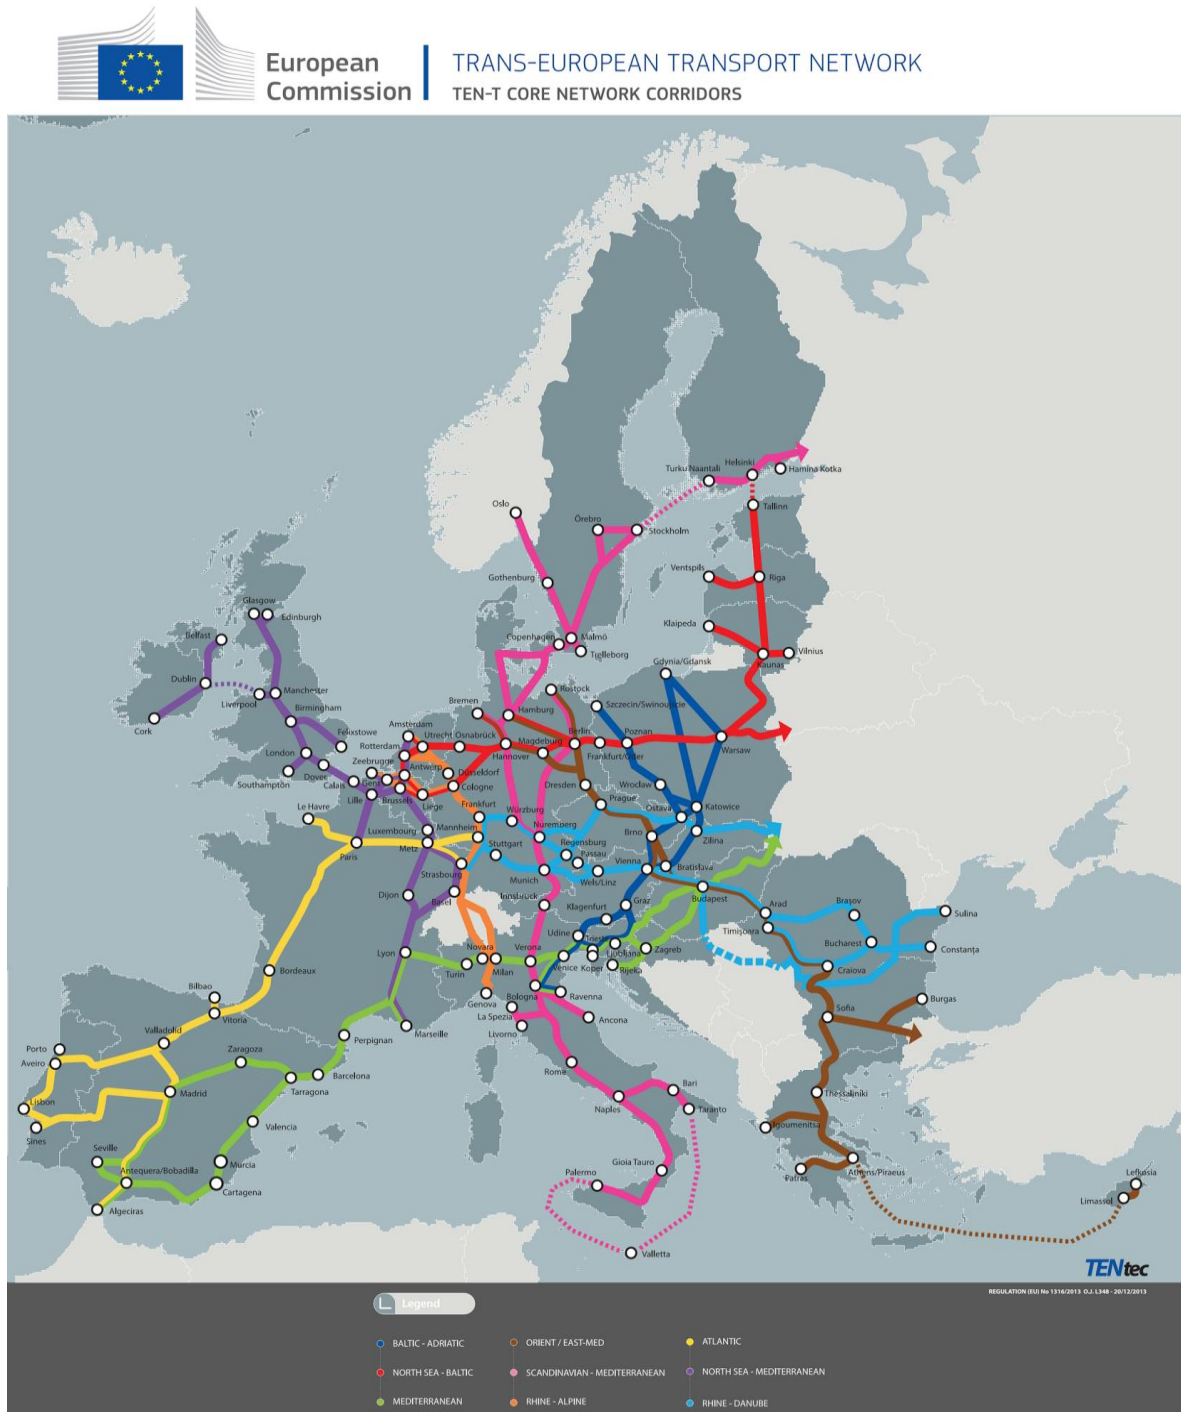 European
Commission
TRANS-EUROPEAN TRANSPORT NETWORK
TEN-T CORE NETWORK CORRIDORS
Helsinki
Turku Naantali
Hamina Kotka
Oslo
Tallinn
Örebro
Stockholm
Ventspils
Riga
Gothenburg
Glasgow
Edinburgh
Klaipeda
Belfast
Copenhagen
Malmö
Trelleborg
Kaunas
Vilnius
Gdynia/Gdansk
Dublin
Liverpool
Manchester
Rostock
Bremen
Hamburg
Szczecin/Swinoujscie
Birmingham
Cork
Felixstowe
Amsterdam
Utrecht
Osnabrück
Berlin
Poznan
Rotterdam
Magdeburg
Warsaw
London
Hannover
Frankfurt/Oder
Zeebrugge
Antwerp
Düsseldorf
Dover
Southampton
Calais
Gent
Cologne
Dresden
Wroclaw
Lille
Brussels
Liège
Prague
Le Havre
Frankfurt
Würzburg
Ostava
Katowice
Luxembourg
Mannheim
Nuremberg
Brno
Zilina
Paris
Metz
Stuttgart
Regensburg
Passau
Vienna
Bratislava
Strasbourg
Munich
Wels/Linz
Dijon
Basel
Innsbruck
Klagenfurt
Graz
Budapest
Arad
Braşov
Sulina
Udine
Timişoara
Trieste
Ljubljana
Zagreb
Bucharest
Constanţa
Lyon
Novara
Verona
Turin
Milan
Venice
Koper
Rijeka
Craiova
Bordeaux
Bilbao
Genova
Bologna
Ravenna
Burgas
Vitoria
La Spezia
Livorno
Ancona
Sofia
Valladolid
Perpignan
Marseille
Porto
Aveiro
Zaragoza
Barcelona
Rome
Tarragona
Madrid
Bari
Naples
Taranto
Thessaliniki
Lisbon
Sines
Valencia
Igoumenitsa
Seville
Antequera/Bobadilla
Murcia
Gioia Tauro
Palermo
Patras
Athens/Piraeus
Lefkosia
Cartagena
Limassol
Algeciras
Valletta
TENtec
REGULATION (EU) No 1316/2013 O.J. L348 - 20/12/2013
Legend
BALTIC - ADRIATIC
ORIENT / EAST-MED
ATLANTIC
NORTH SEA - BALTIC
SCANDINAVIAN - MEDITERRANEAN
NORTH SEA - MEDITERRANEAN
MEDITERRANEAN
RHINE - ALPINE
RHINE - DANUBE